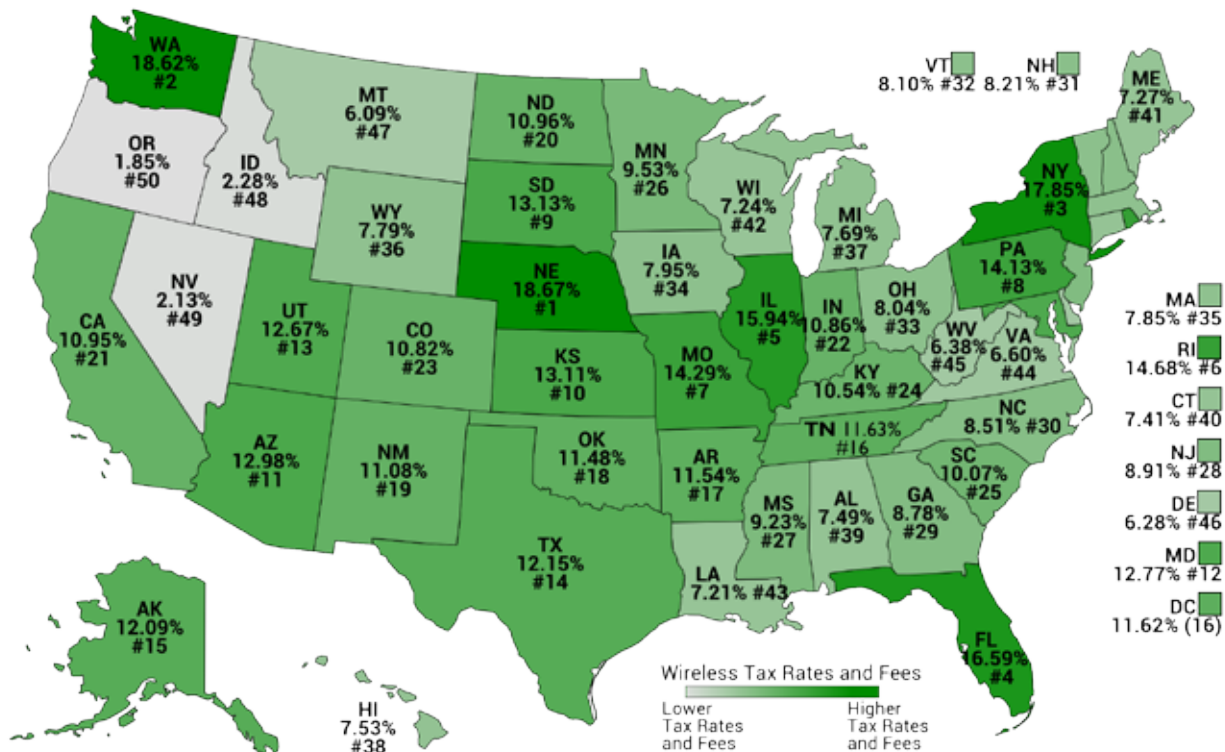 WA
18.62%
#2
MT
6.09%
#47
ND
10.96%
#20
MN
9.53%
#26
VT
8.10% #32
NH
8.21% #31
ME
7.27%
#41
OR
1.85%
#50
ID
2.28%
#48
WY
7.79%
#36
SD
13.13%
#9
WI
7.24%
#42
MI
7.69%
#37
NY
17.85%
#3
NV
2.13%
#49
UT
12.67%
#13
CO
10.82%
#23
NE
18.67%
#1
IA
7.95%
#34
IL
15.94%
#5
IN
10.86%
#22
OH
8.04%
#33
PA
14.13%
#8
CA
10.95%
#21
KS
13.11%
#10
MO
14.29%
#7
KY
10.54% #24
WV
6.38%
#45
VA
6.60%
#44
MA
7.85% #35
RI
14.68% #6
CT
7.41% #40
NJ
8.91% #28
DE
6.28% #46
MD
12.77% #12
DC
11.62% (16)
AZ
12.98%
#11
NM
11.08%
#19
OK
11.48%
#18
AR
11.54%
#17
TN 11.63%
#16
NC
8.51% #30
SC
10.07%
#25
MS
9.23%
#27
AL
7.49%
#39
GA
8.78%
#29
TX
12.15%
#14
LA
7.21% #43
FL
16.59%
#4
AK
12.09%
#15
HI
7.53%
#38
Wireless Tax Rates and Fees
Lower
Tax Rates
and Fees
Higher
Tax Rates
and Fees